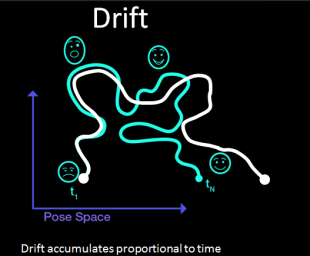 Drift
t1
tN
Pose Space
Drift accumulates proportional to time